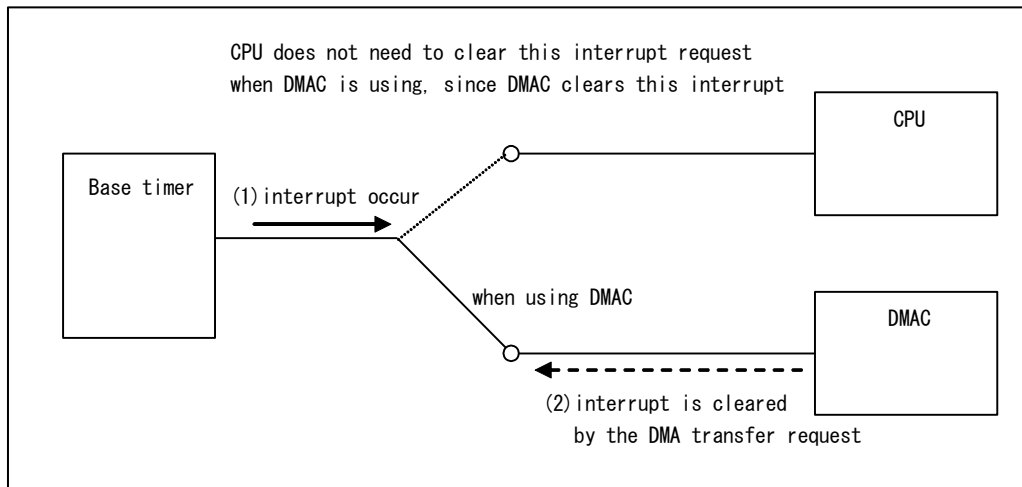 CPU does not need to clear this interrupt request
when DMAC is using, since DMAC clears this interrupt
CPU
Base timer
(1)interrupt occur
when using DMAC
DMAC
(2)interrupt is cleared
by the DMA transfer request